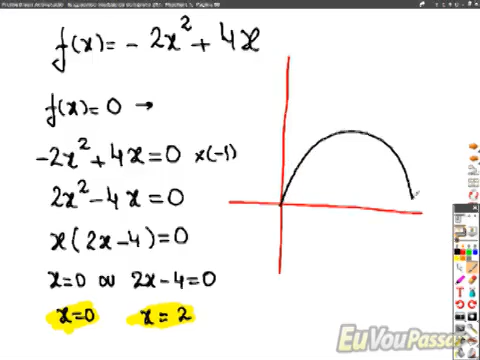 f(x) = - 2x² + 4x
f(x) = 0 →
-2x² + 4x = 0 x(-1)
2x² - 4x = 0
x(2x - 4) = 0
x = 0 ou 2x - 4 = 0
x = 0 x = 2
EuVouPassar